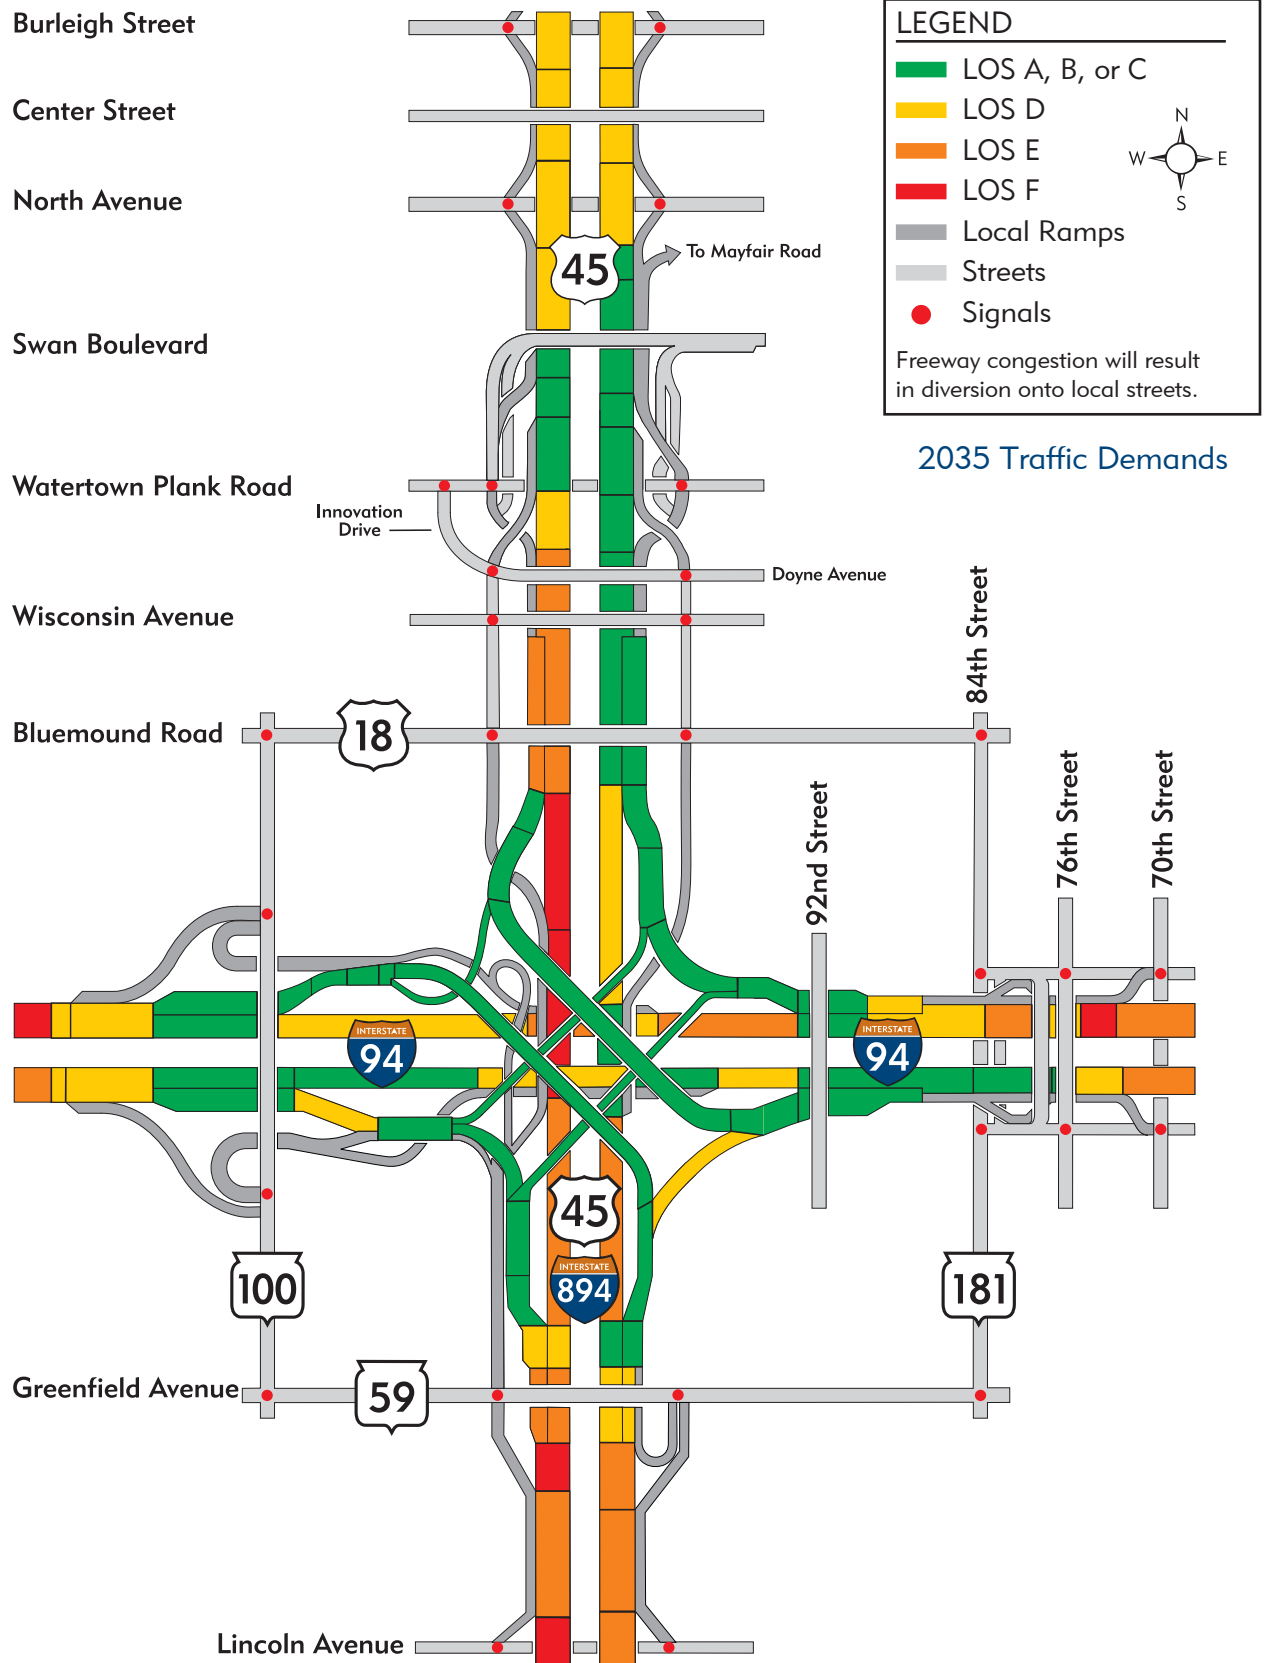 Burleigh Street
Center Street
North Avenue
45
To Mayfair Road
Swan Boulevard
Watertown Plank Road
Innovation
Drive
Doyne Avenue
Wisconsin Avenue
84th Street
Bluemound Road
18
92nd Street
76th Street
70th Street
INTERSTATE
94
INTERSTATE
94
45
INTERSTATE
894
100
181
Greenfield Avenue
59
Lincoln Avenue
LEGEND
LOS A, B, or C
LOS D
LOS E
LOS F
Local Ramps
Streets
Signals
N
W
E
S
Freeway congestion will result
in diversion onto local streets.
2035 Traffic Demands